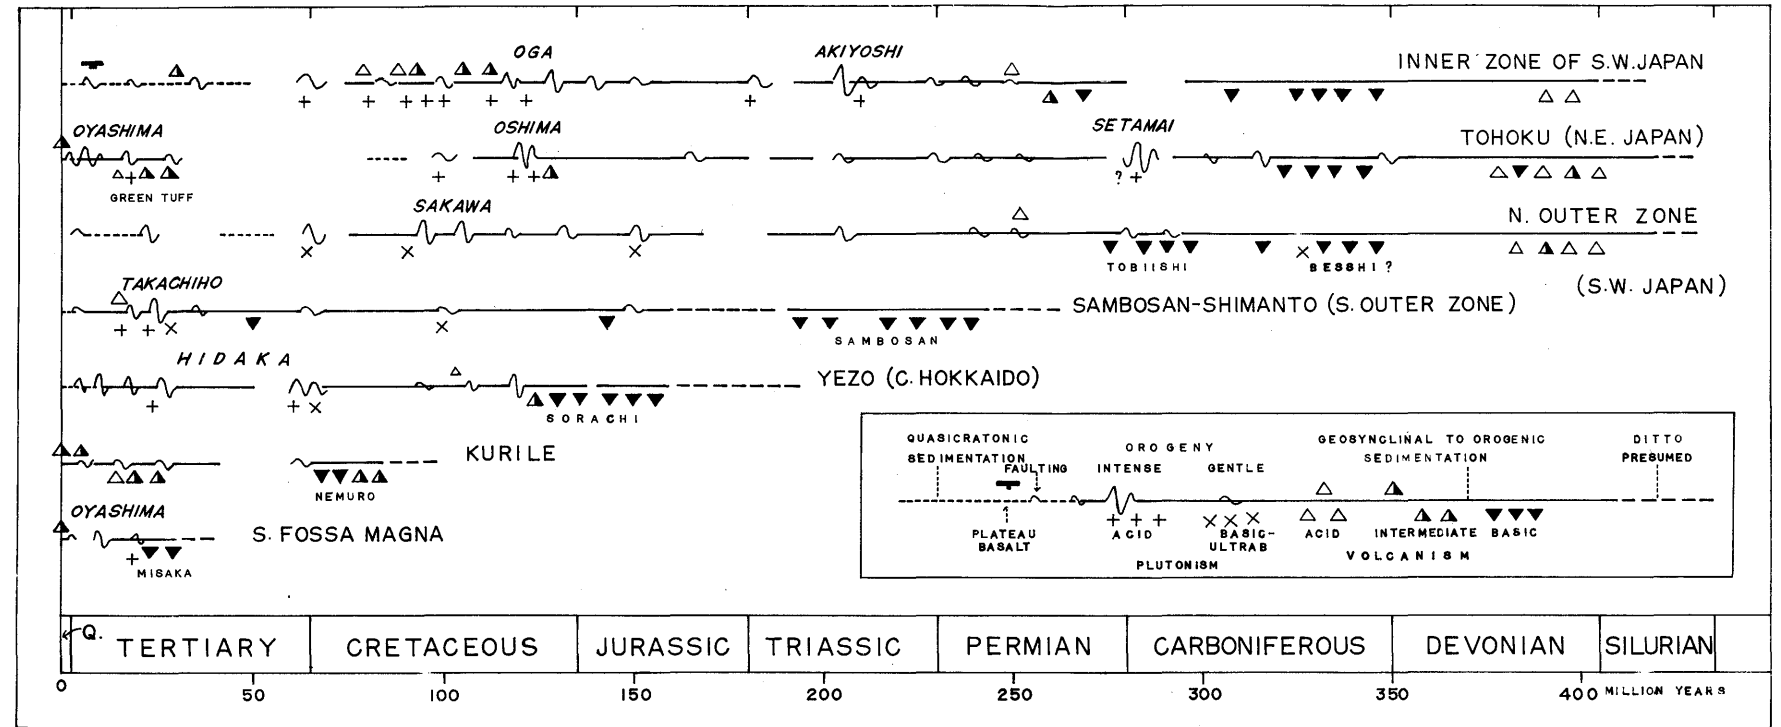 OGA
AKIYOSHI
INNER ZONE OF S.W. JAPAN
OYASHIMA
OSHIMA
SETAMAI
TOHOKU (N.E. JAPAN)
?
GREEN TUFF
SAKAWA
N. OUTER ZONE
TOBIISHI
BESSHI ?
(S.W. JAPAN)
TAKACHIHO
SAMBOSAN-SHIMANTO (S. OUTER ZONE)
SAMBOSAN
HIDAKA
YEZO (C. HOKKAIDO)
SORACHI
KURILE
NEMURO
OYASHIMA
S. FOSSA MAGNA
MISAKA
QUASICRATONIC
SEDIMENTATION
FAULTING
OROGENY
INTENSE GENTLE
GEOSYNCLINAL TO OROGENIC
SEDIMENTATION
DITTO
PRESUMED
PLATEAU
BASALT
ACID
BASIC-
ULTRAB
PLUTONISM
ACID INTERMEDIATE BASIC
VOLCANISM
Q. TERTIARY CRETACEOUS JURASSIC TRIASSIC PERMIAN CARBONIFEROUS DEVONIAN SILURIAN
0 50 100 150 200 250 300 350 400 MILLION YEARS